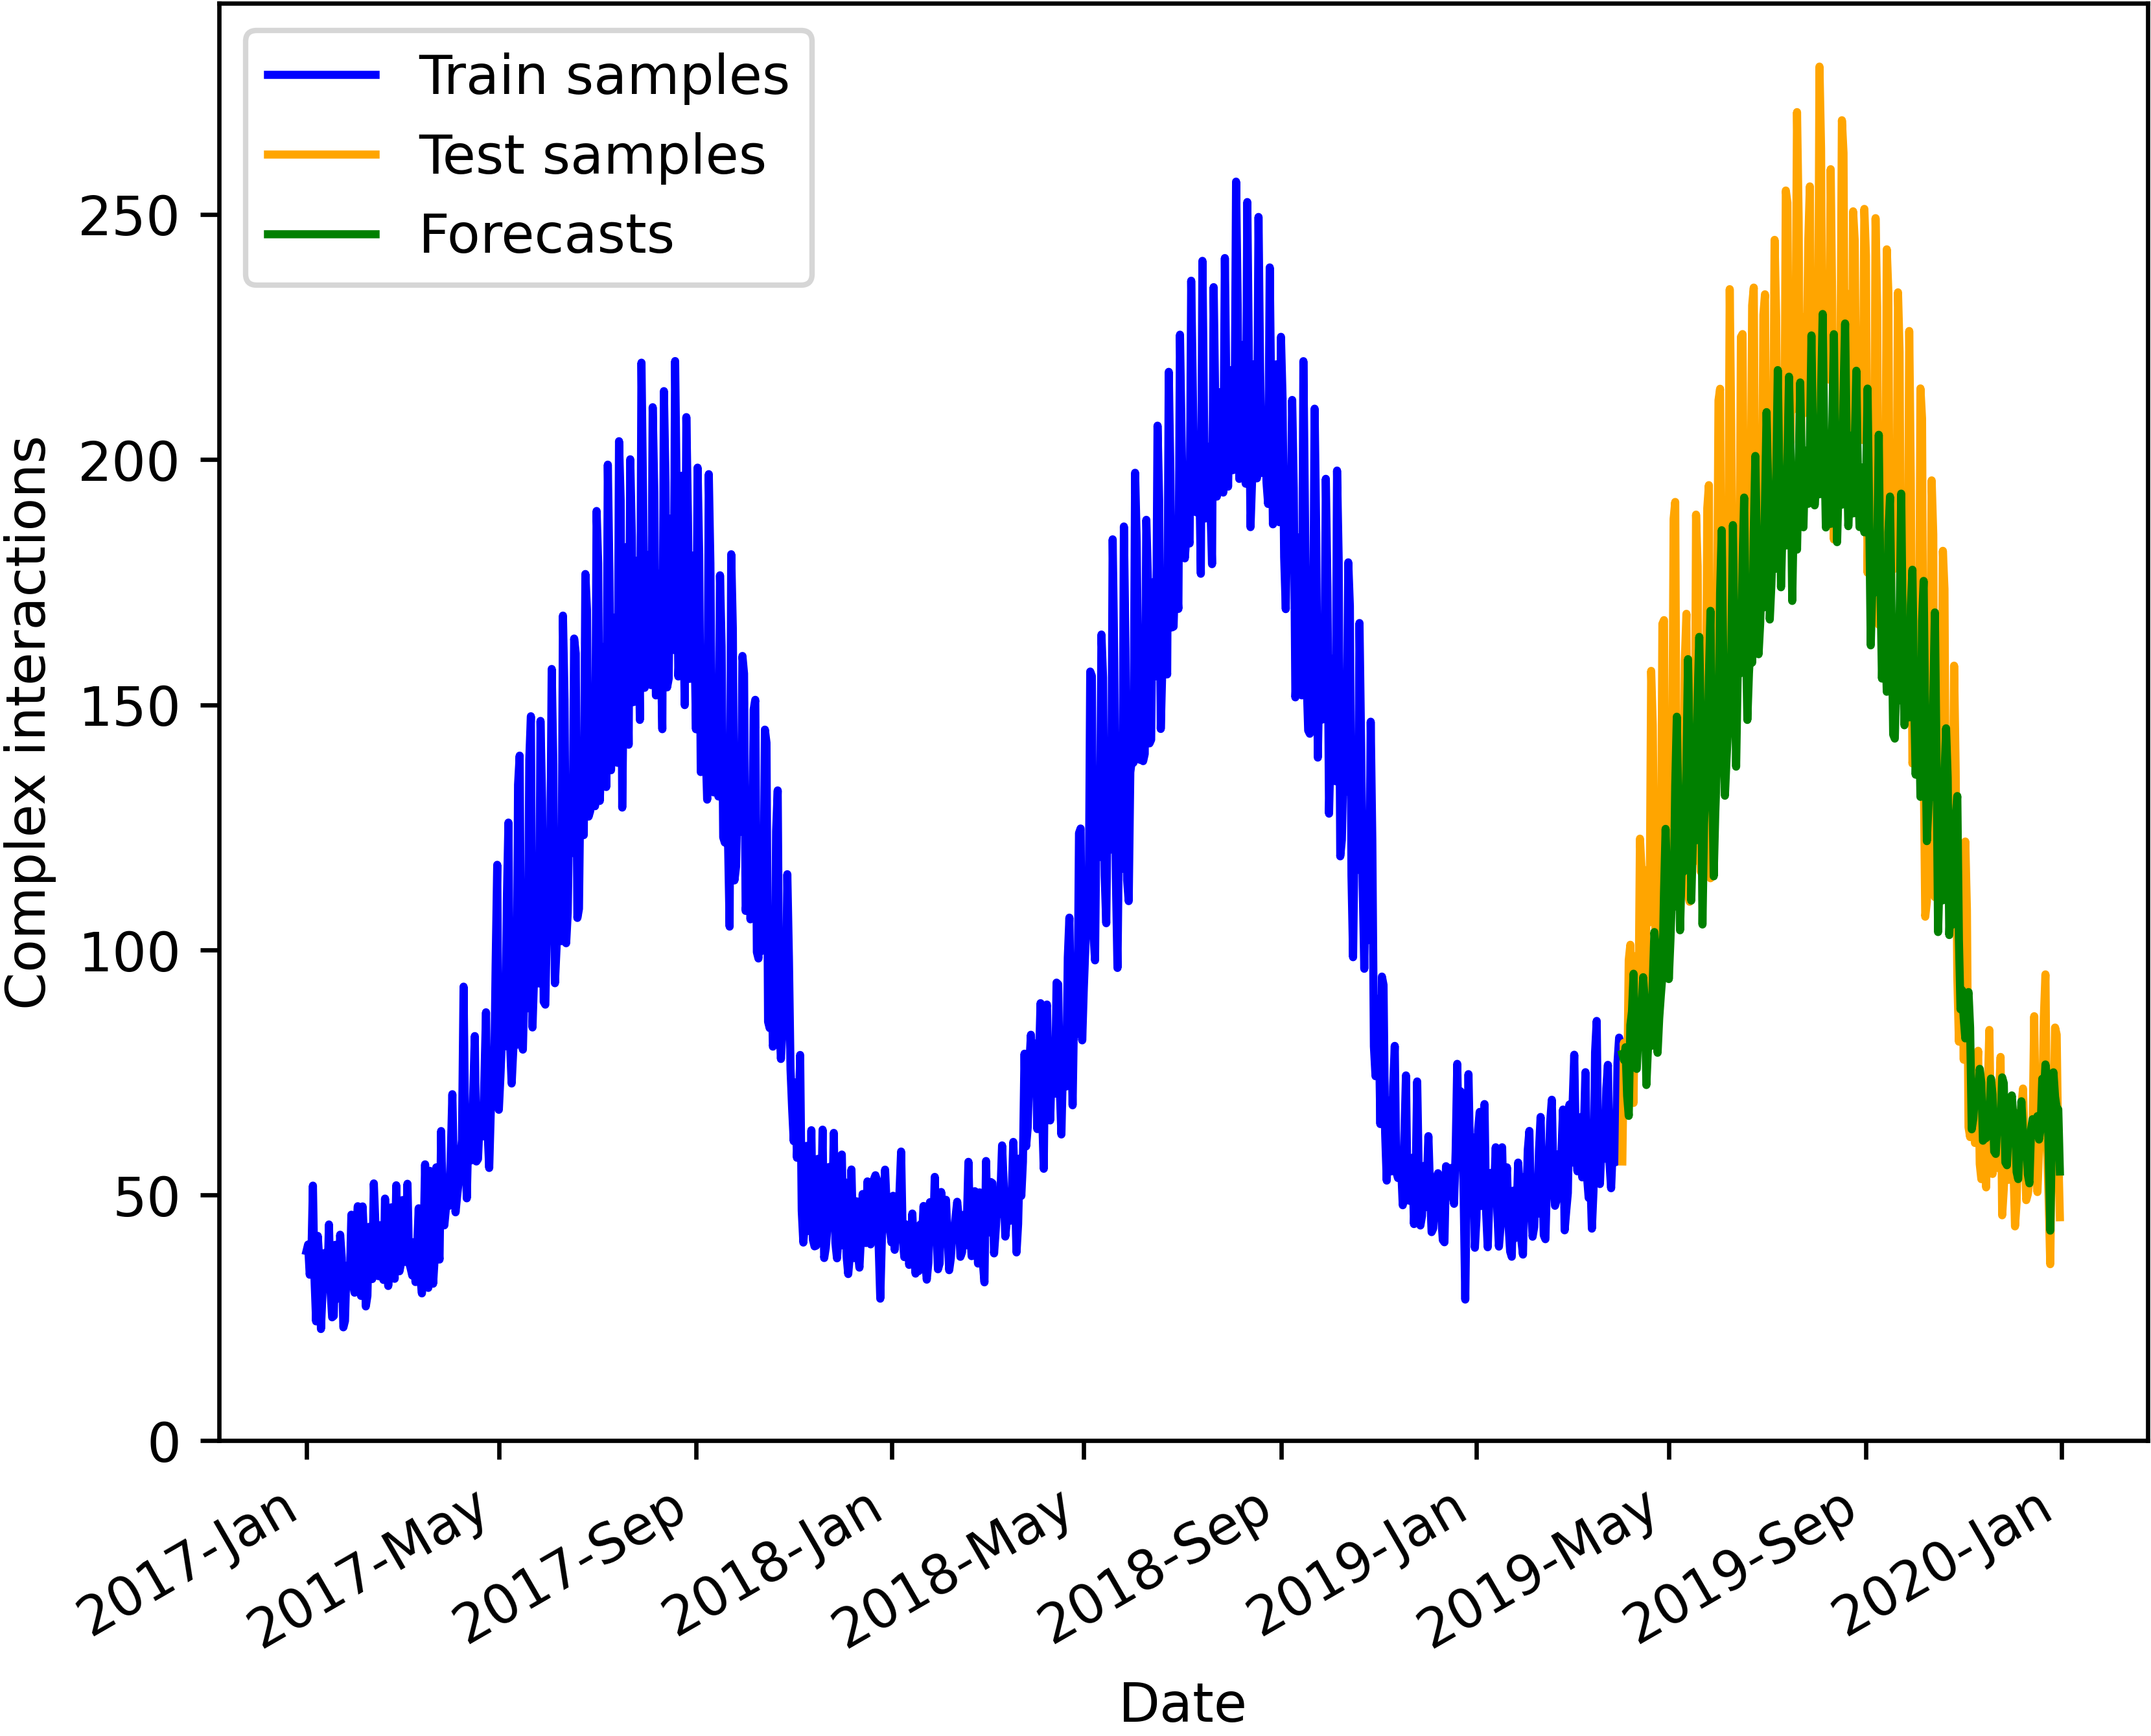 Train samples
Test samples
Forecasts
250
200
150
100
50
0
Complex interactions
2017-Jan
2017-May
2017-Sep
2018-Jan
2018-May
2018-Sep
2019-Jan
2019-May
2019-Sep
2020-Jan
Date